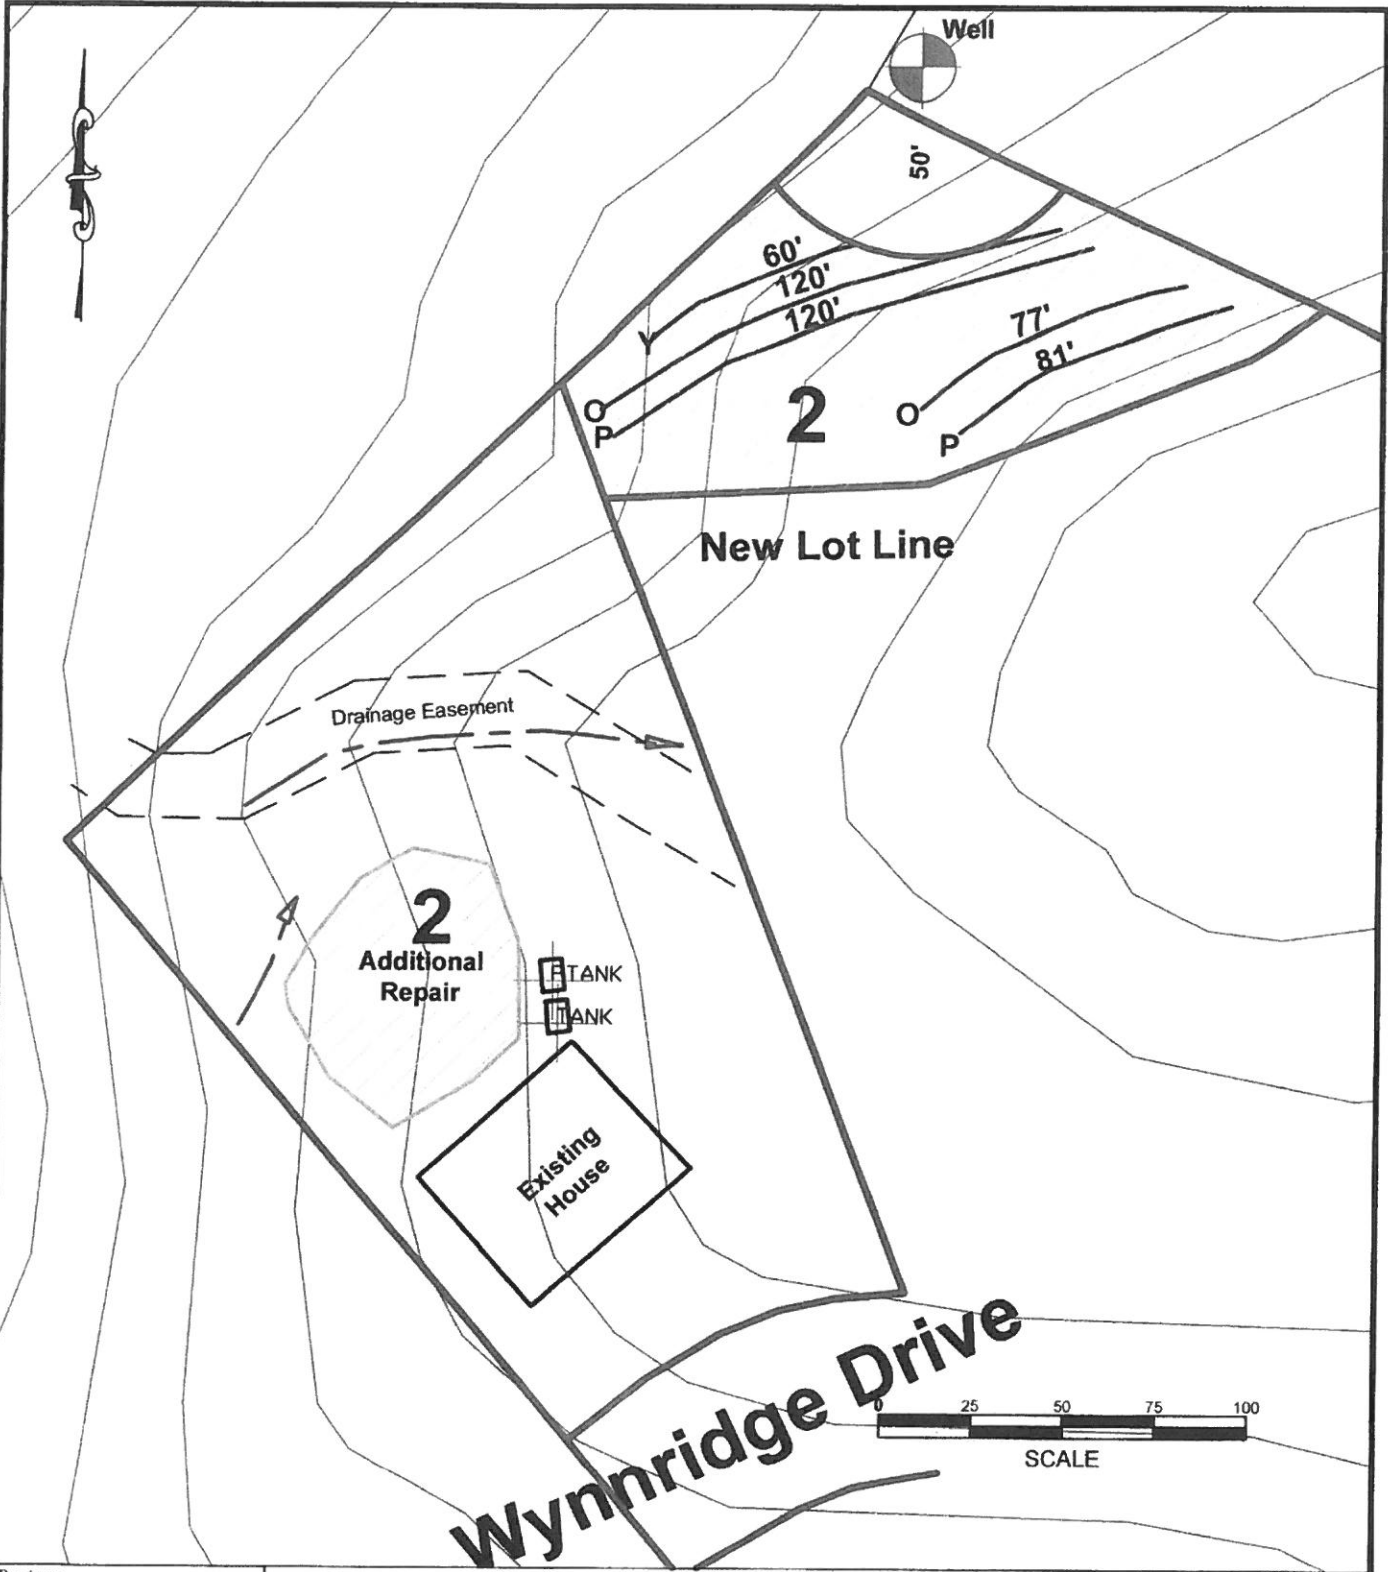 Well
50'
60'
120'
120'
77'
81'
Y
O
P
O
P
2
New Lot Line
Drainage Easement
2
Additional
Repair
PTANK
TANK
Existing
House
Wynnridge Drive
0 25 50 75 100
SCALE